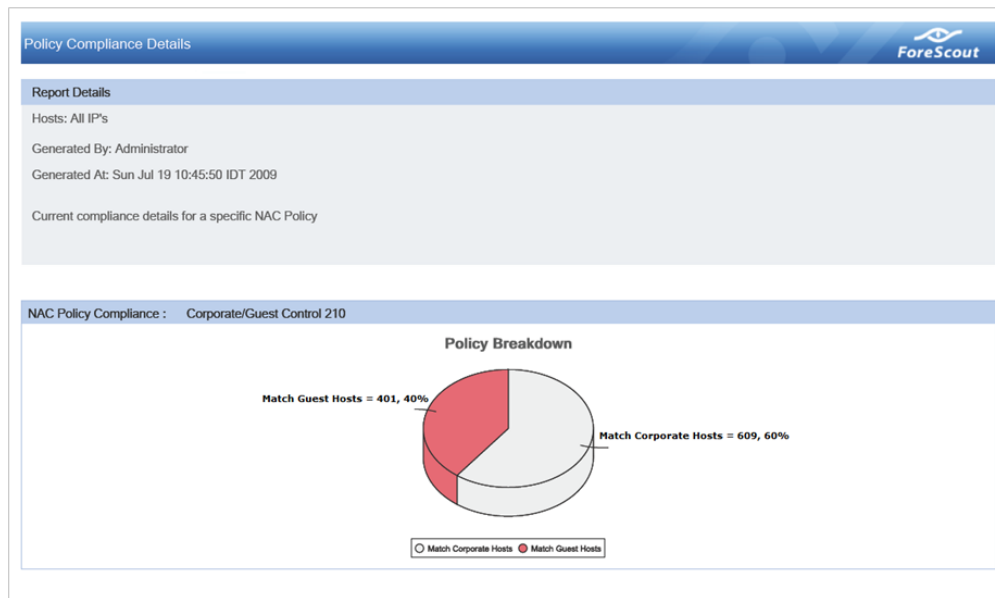 Policy Compliance Details
ForeScout
Report Details
Hosts: All IP's
Generated By: Administrator
Generated At: Sun Jul 19 10:45:50 IDT 2009
Current compliance details for a specific NAC Policy
NAC Policy Compliance : Corporate/Guest Control 210
Policy Breakdown
Match Guest Hosts = 401, 40%
Match Corporate Hosts = 609, 60%
Match Corporate Hosts Match Guest Hosts